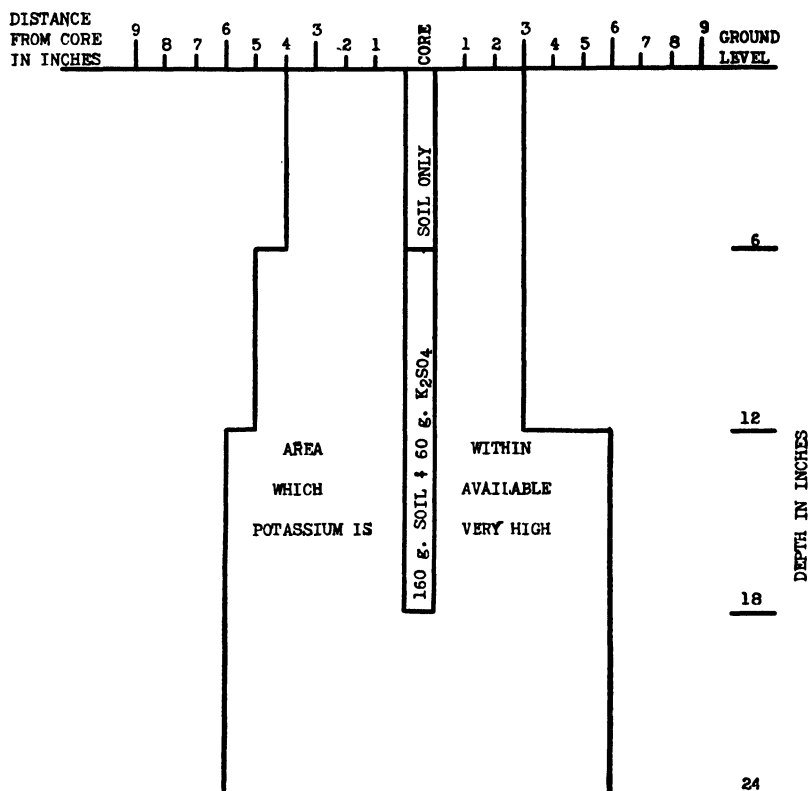 DISTANCE
FROM CORE
IN INCHES
9 8 7 6 5 4 3 2 1 CORE 1 2 3 4 5 6 7 8 9
GROUND
LEVEL
SOIL ONLY
6
160 g. SOIL + 60 g. K2SO4
12
AREA WITHIN
WHICH AVAILABLE
POTASSIUM IS VERY HIGH
DEPTH IN INCHES
18
24